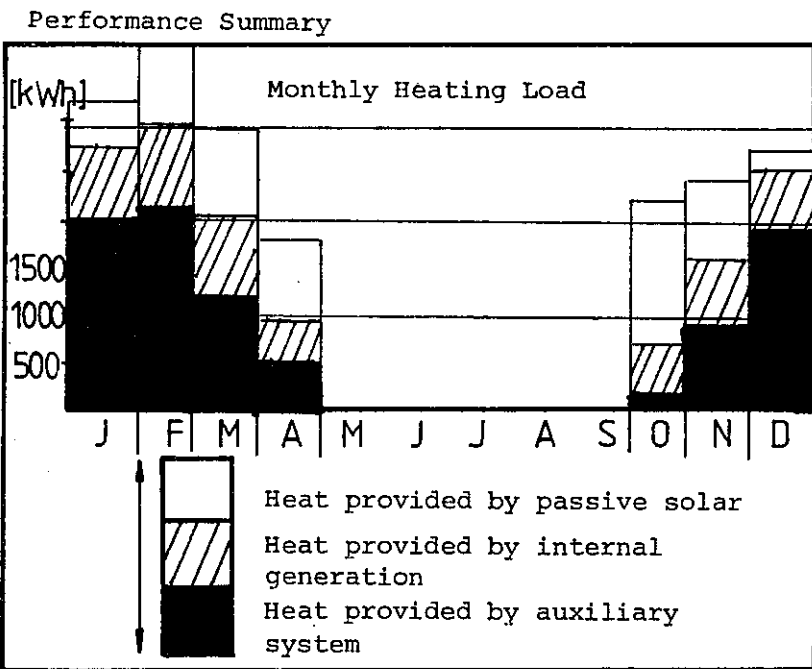 Performance Summary
[kWh]
Monthly Heating Load
1500
1000
500
J F M A M J J A S O N D
Heat provided by passive solar
Heat provided by internal
generation
Heat provided by auxiliary
system